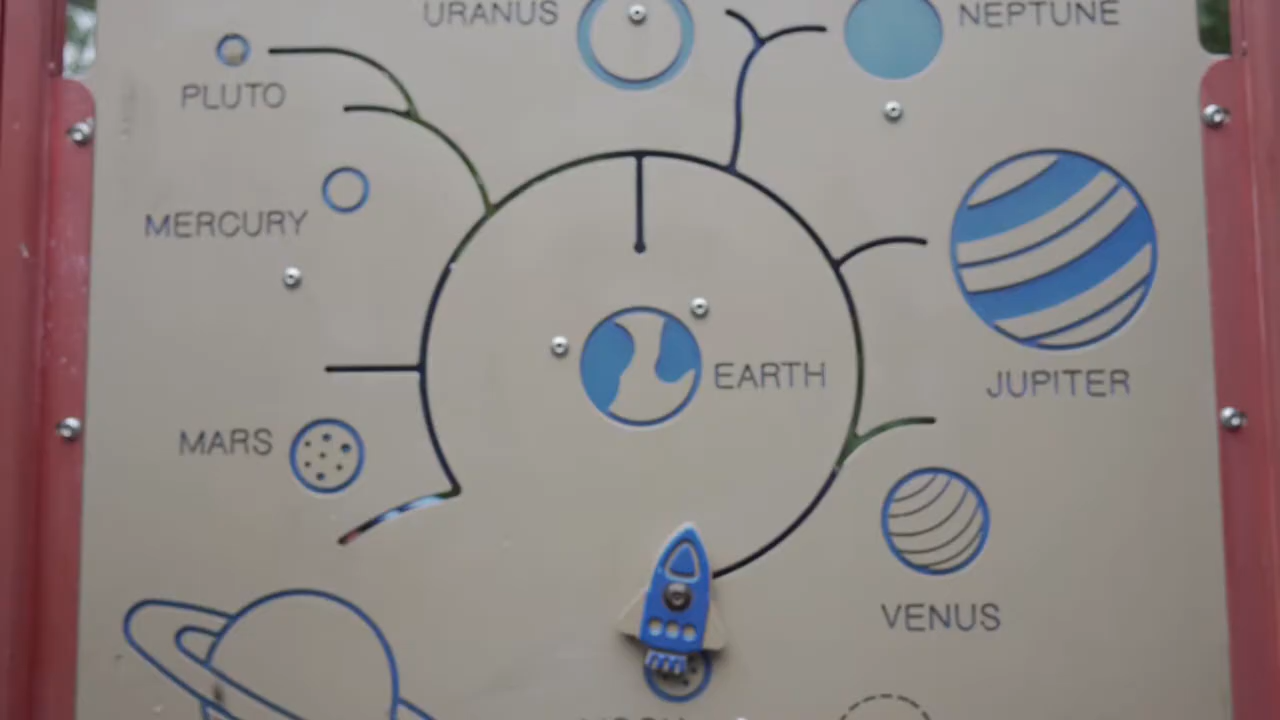 URANUS
NEPTUNE
PLUTO
MERCURY
EARTH
JUPITER
MARS
VENUS